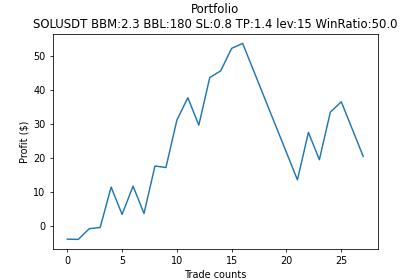 Portfolio
SOLUSDT BBM:2.3 BBL:180 SL:0.8 TP:1.4 lev:15 WinRatio:50.0
50
40
30
20
10
0
Profit ($)
0 5 10 15 20 25
Trade counts